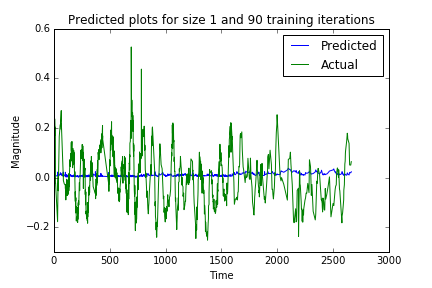 Predicted plots for size 1 and 90 training iterations
0.6
0.4
0.2
0.0
−0.2
Magnitude
Predicted
Actual
0 500 1000 1500 2000 2500 3000
Time